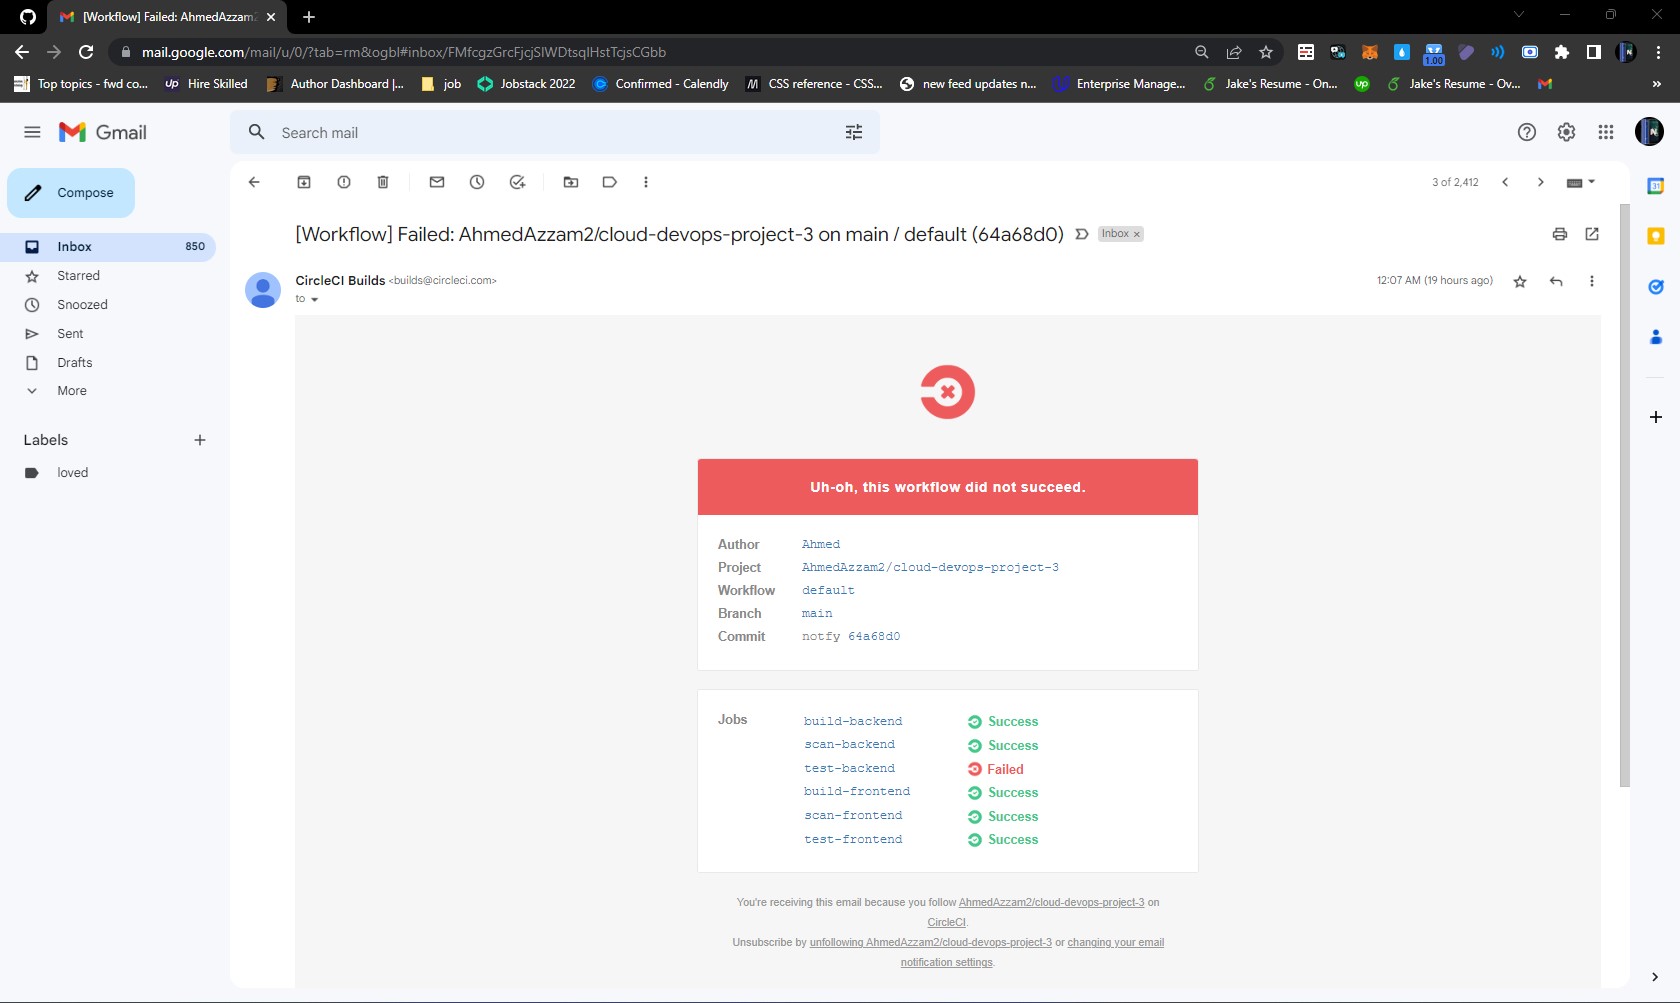 [Workflow] Failed: AhmedAzzam2
mail.google.com/mail/u/0/?tab=rm&ogbl#inbox/FMfcgzGrcFjcjSlWDtsqlHstTcjsCGbb
1.00
Top topics - fwd co... Up Hire Skilled Author Dashboard |... job Jobstack 2022 Confirmed - Calendly M CSS reference - CSS... new feed updates n... Enterprise Manage... Jake's Resume - On... up Jake's Resume - Ov... »
Gmail
Search mail
Compose
3 of 2,412
31
[Workflow] Failed: AhmedAzzam2/cloud-devops-project-3 on main / default (64a68d0) Inbox ×
Inbox 850
Starred
Snoozed
Sent
Drafts
More
Labels
loved
CircleCI Builds <builds@circleci.com>
12:07 AM (19 hours ago)
to
Uh-oh, this workflow did not succeed.
Author Ahmed
Project AhmedAzzam2/cloud-devops-project-3
Workflow default
Branch main
Commit notfy 64a68d0
Jobs build-backend Success
scan-backend Success
test-backend Failed
build-frontend Success
scan-frontend Success
test-frontend Success
You're receiving this email because you follow AhmedAzzam2/cloud-devops-project-3 on
CircleCI.
Unsubscribe by unfollowing AhmedAzzam2/cloud-devops-project-3 or changing your email
notification settings.